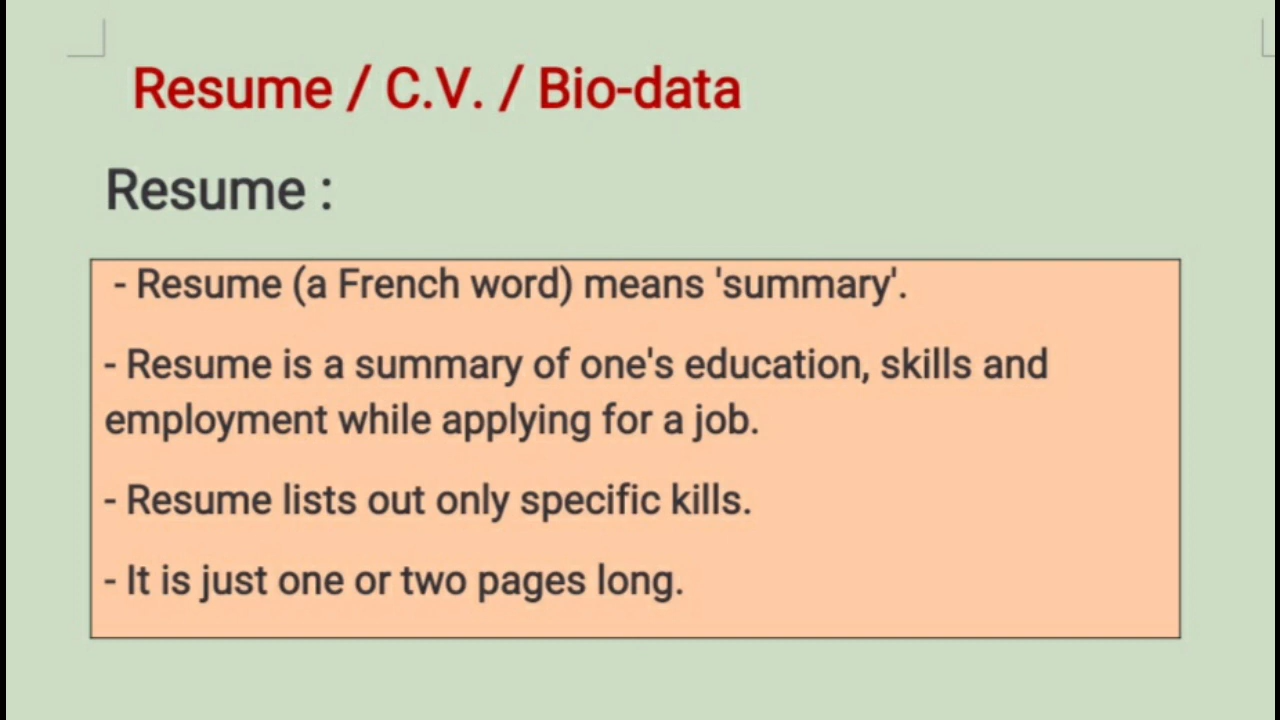 Resume / C.V. / Bio-data
Resume :
- Resume (a French word) means 'summary'.
- Resume is a summary of one's education, skills and
employment while applying for a job.
- Resume lists out only specific kills.
- It is just one or two pages long.